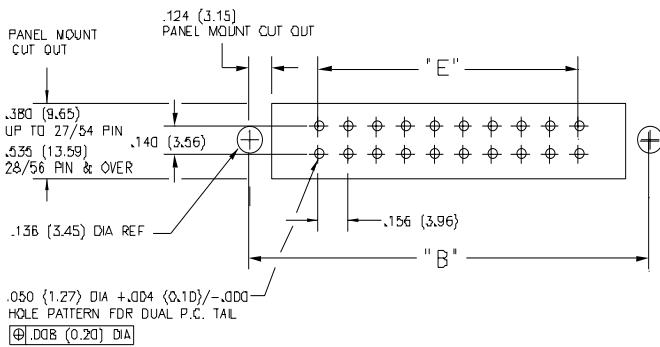 .124 (3.15)
PANEL MOUNT CUT OUT
PANEL MOUNT
CUT OUT
"E"
.380 (9.65)
UP TO 27/54 PIN
.140 (3.56)
.535 (13.59)
28/56 PIN & OVER
.156 (3.96)
.136 (3.45) DIA REF
"B"
.050 (1.27) DIA +.004 (0.10)/-.000
HOLE PATTERN FOR DUAL P.C. TAIL
⌖ .008 (0.20) DIA